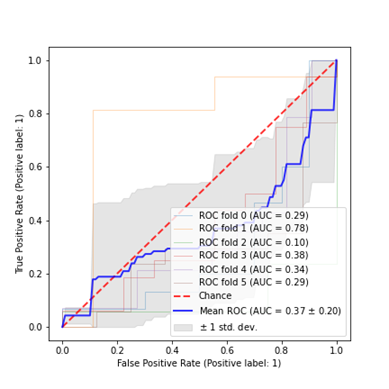 1.0
0.8
0.6
0.4
0.2
0.0
True Positive Rate (Positive label: 1)
ROC fold 0 (AUC = 0.29)
ROC fold 1 (AUC = 0.78)
ROC fold 2 (AUC = 0.10)
ROC fold 3 (AUC = 0.38)
ROC fold 4 (AUC = 0.34)
ROC fold 5 (AUC = 0.29)
Chance
Mean ROC (AUC = 0.37 ± 0.20)
± 1 std. dev.
0.0 0.2 0.4 0.6 0.8 1.0
False Positive Rate (Positive label: 1)